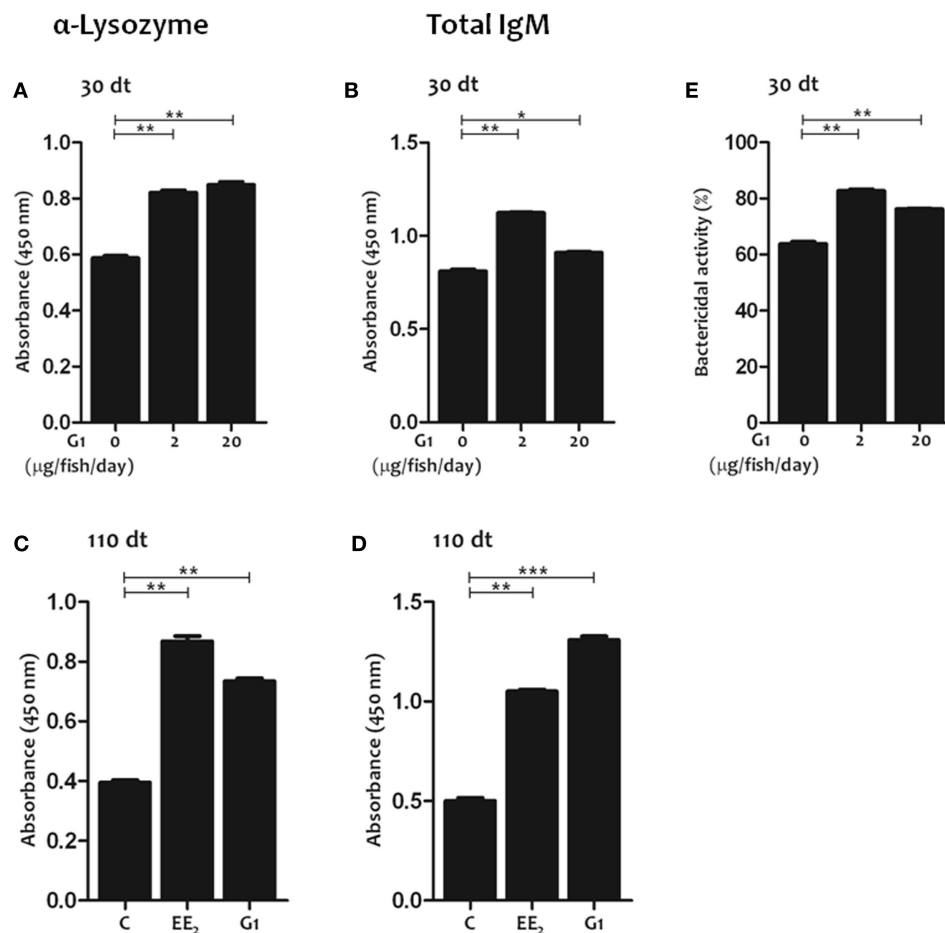 α-Lysozyme
Total IgM
A
30 dt
**
**
1.0
0.8
0.6
0.4
0.2
0.0
Absorbance (450 nm)
G1
0
2
20
(μg/fish/day)
B
30 dt
*
**
1.5
1.0
0.5
0.0
Absorbance (450 nm)
G1
0
2
20
(μg/fish/day)
E
30 dt
**
**
100
80
60
40
20
0
Bactericidal activity (%)
G1
0
2
20
(μg/fish/day)
C
110 dt
**
**
1.0
0.8
0.6
0.4
0.2
0.0
Absorbance (450 nm)
C
EE₂
G1
D
110 dt
***
**
1.5
1.0
0.5
0.0
Absorbance (450 nm)
C
EE₂
G1